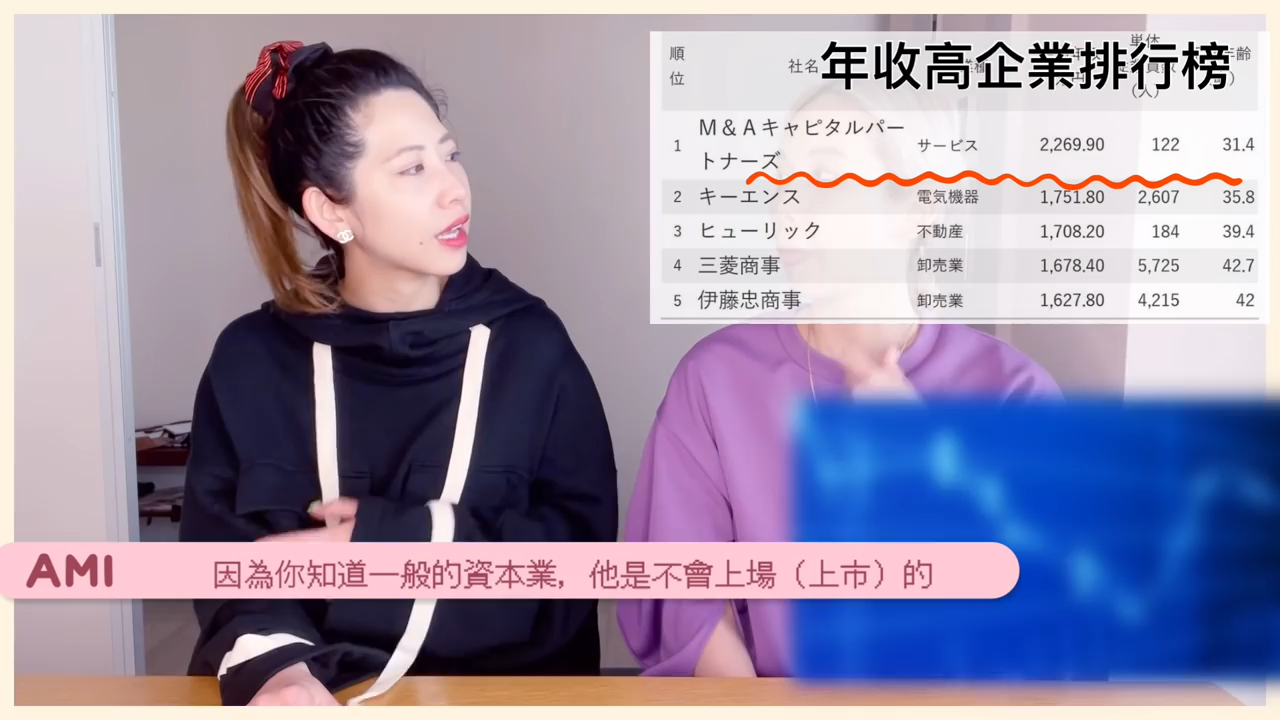 年收高企業排行榜
順位 社名
単体
年齢
(人)
1 M&Aキャピタルパートナーズ サービス 2,269.90 122 31.4
2 キーエンス 電気機器 1,751.80 2,607 35.8
3 ヒューリック 不動産 1,708.20 184 39.4
4 三菱商事 卸売業 1,678.40 5,725 42.7
5 伊藤忠商事 卸売業 1,627.80 4,215 42
AMI 因為你知道一般的資本業，他是不會上場（上市）的